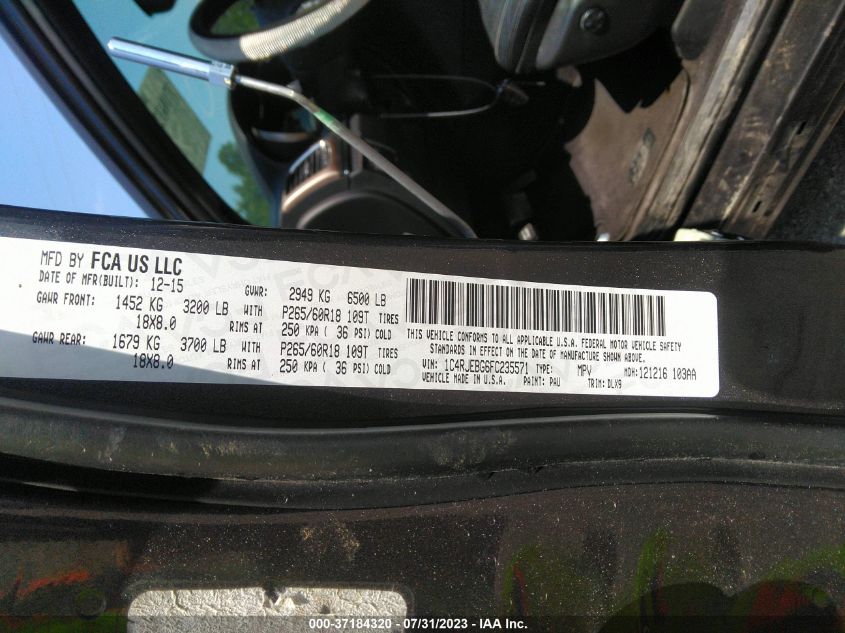 MFD BY FCA US LLC
DATE OF MFR(BUILT): 12-15 GVWR: 2949 KG 6500 LB
GAWR FRONT: 1452 KG 3200 LB WITH P265/60R18 109T TIRES
18X8.0 RIMS AT 250 KPA ( 36 PSI) COLD
GAWR REAR: 1679 KG 3700 LB WITH P265/60R18 109T TIRES
18X8.0 RIMS AT 250 KPA ( 36 PSI) COLD
THIS VEHICLE CONFORMS TO ALL APPLICABLE U.S.A. FEDERAL MOTOR VEHICLE SAFETY
STANDARDS IN EFFECT ON THE DATE OF MANUFACTURE SHOWN ABOVE.
VIN: 1C4RJEBG6FC235571 TYPE: MPV MDH:121216 103AA
VEHICLE MADE IN U.S.A. PAINT: PAU TRIM: DLX9
000-37184320 - 07/31/2023 - IAA Inc.